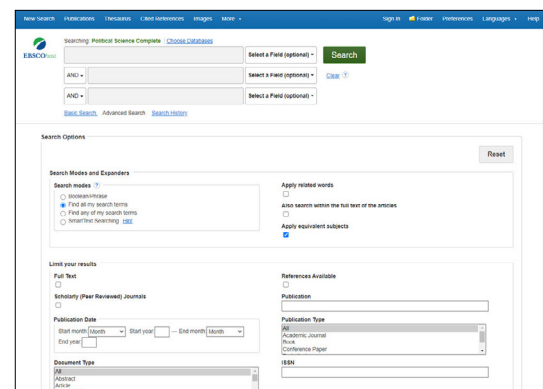 New Search Publications Thesaurus Cited References Images More Sign In Folder Preferences Languages Help
Searching: Political Science Complete Choose Databases
EBSCOhost
Select a Field (optional) Search
AND Select a Field (optional) Clear ?
AND Select a Field (optional)
Basic Search Advanced Search Search History
Search Options
Reset
Search Modes and Expanders
Search modes ?
Boolean/Phrase
Find all my search terms
Find any of my search terms
SmartText Searching Hint
Apply related words
Also search within the full text of the articles
Apply equivalent subjects
Limit your results
Full Text
References Available
Scholarly (Peer Reviewed) Journals
Publication
Publication Date
Start month Month Start year — End month Month
End year
Publication Type
All
Academic Journal
Book
Conference Paper
Document Type
All
Abstract
Article
ISSN